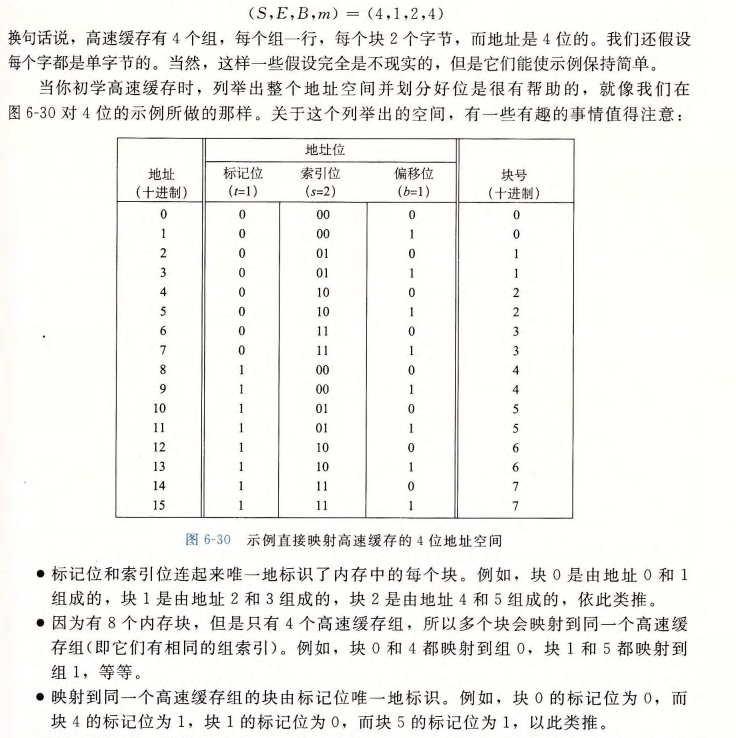 (S,E,B,m) = (4,1,2,4)
换句话说，高速缓存有 4 个组，每个组一行，每个块 2 个字节，而地址是 4 位的。我们还假设
每个字都是单字节的。当然，这样一些假设完全是不现实的，但是它们能使示例保持简单。
当你初学高速缓存时，列举出整个地址空间并划分好位是很有帮助的，就像我们在
图 6-30 对 4 位的示例所做的那样。关于这个列举出的空间，有一些有趣的事情值得注意：
地址位
地址 标记位 索引位 偏移位 块号
(十进制) (t=1) (s=2) (b=1) (十进制)
0 0 00 0 0
1 0 00 1 0
2 0 01 0 1
3 0 01 1 1
4 0 10 0 2
5 0 10 1 2
6 0 11 0 3
7 0 11 1 3
8 1 00 0 4
9 1 00 1 4
10 1 01 0 5
11 1 01 1 5
12 1 10 0 6
13 1 10 1 6
14 1 11 0 7
15 1 11 1 7
图 6-30 示例直接映射高速缓存的 4 位地址空间
● 标记位和索引位连起来唯一地标识了内存中的每个块。例如，块 0 是由地址 0 和 1
组成的，块 1 是由地址 2 和 3 组成的，块 2 是由地址 4 和 5 组成的，依此类推。
● 因为有 8 个内存块，但是只有 4 个高速缓存组，所以多个块会映射到同一个高速缓
存组(即它们有相同的组索引)。例如，块 0 和 4 都映射到组 0，块 1 和 5 都映射到
组 1，等等。
● 映射到同一个高速缓存组的块由标记位唯一地标识。例如，块 0 的标记位为 0，而
块 4 的标记位为 1，块 1 的标记位为 0，而块 5 的标记位为 1，以此类推。